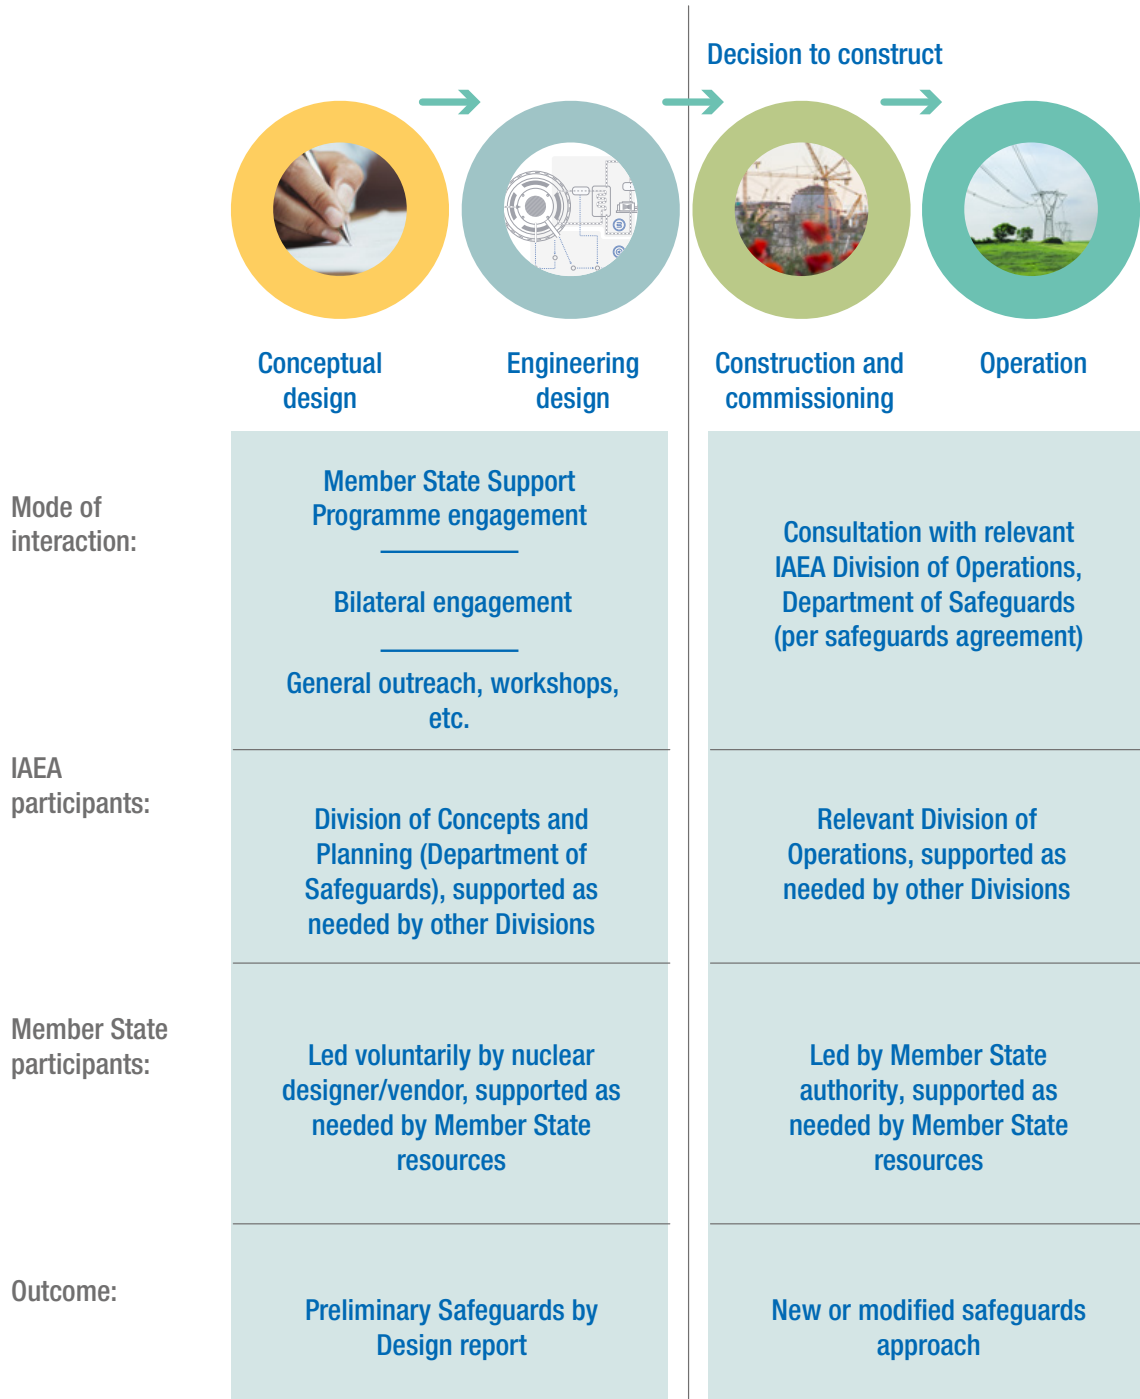 Decision to construct
Conceptual
design
Engineering
design
Construction and
commissioning
Operation
Mode of
interaction:
Member State Support
Programme engagement
Bilateral engagement
General outreach, workshops,
etc.
Consultation with relevant
IAEA Division of Operations,
Department of Safeguards
(per safeguards agreement)
IAEA
participants:
Division of Concepts and
Planning (Department of
Safeguards), supported as
needed by other Divisions
Relevant Division of
Operations, supported as
needed by other Divisions
Member State
participants:
Led voluntarily by nuclear
designer/vendor, supported as
needed by Member State
resources
Led by Member State
authority, supported as
needed by Member State
resources
Outcome:
Preliminary Safeguards by
Design report
New or modified safeguards
approach